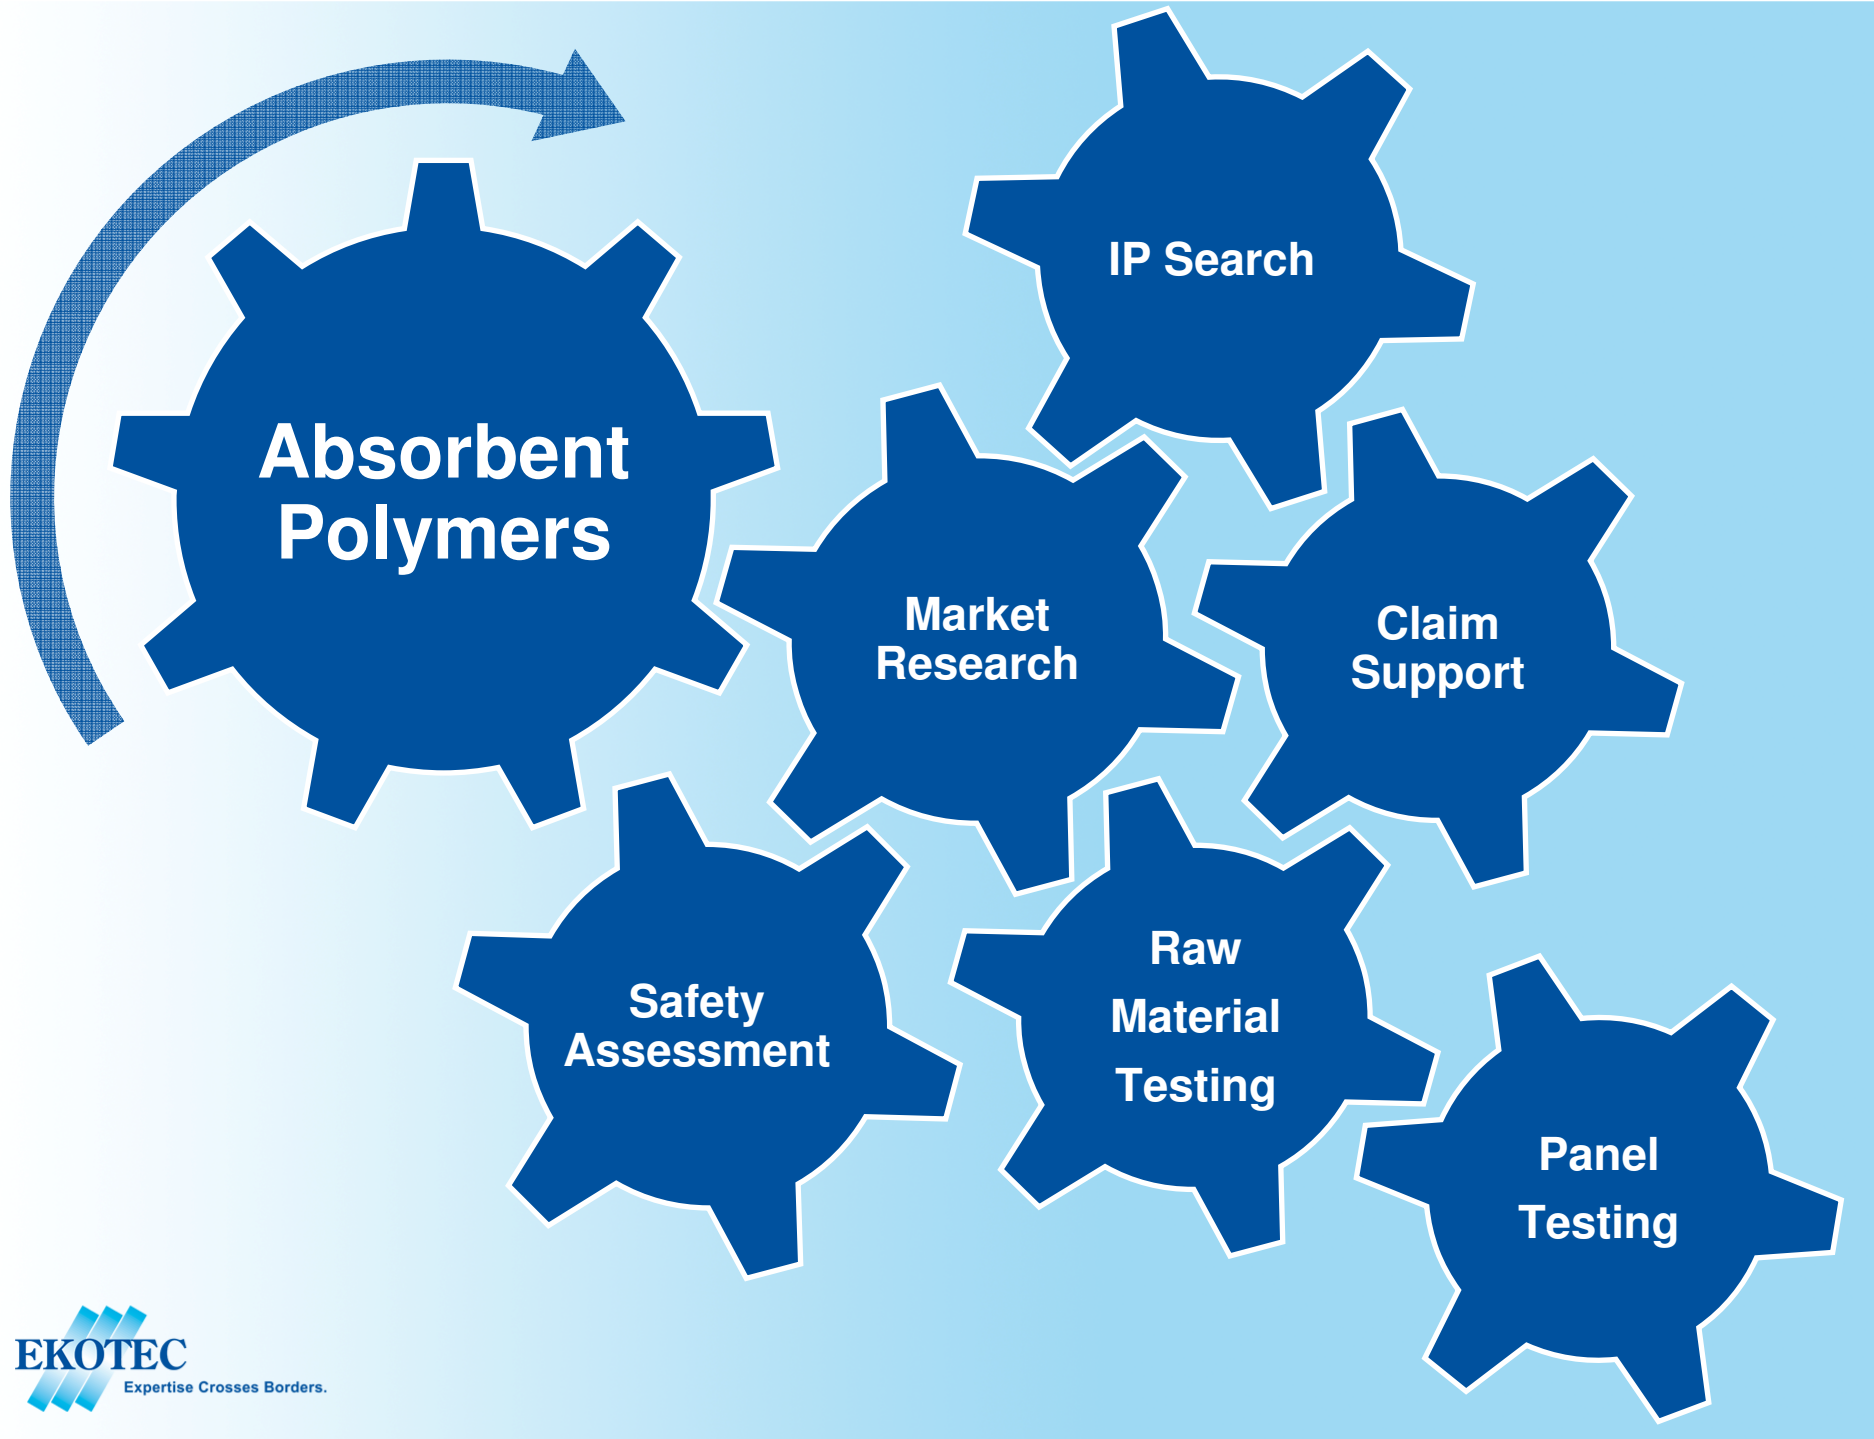 IP Search
Absorbent
Polymers
Market
Research
Claim
Support
Safety
Assessment
Raw
Material
Testing
Panel
Testing
EKOTEC
Expertise Crosses Borders.